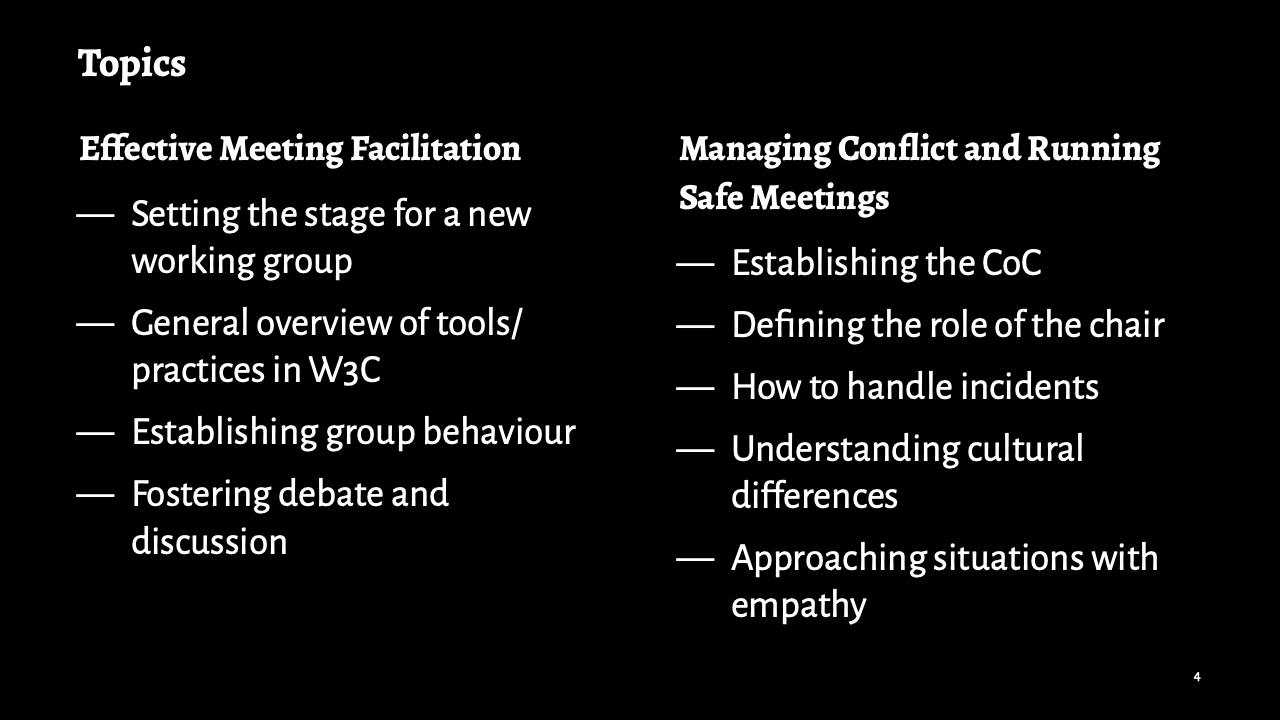 Topics
Effective Meeting Facilitation
— Setting the stage for a new
working group
— General overview of tools/
practices in W3C
— Establishing group behaviour
— Fostering debate and
discussion
Managing Conflict and Running
Safe Meetings
— Establishing the CoC
— Defining the role of the chair
— How to handle incidents
— Understanding cultural
differences
— Approaching situations with
empathy
4